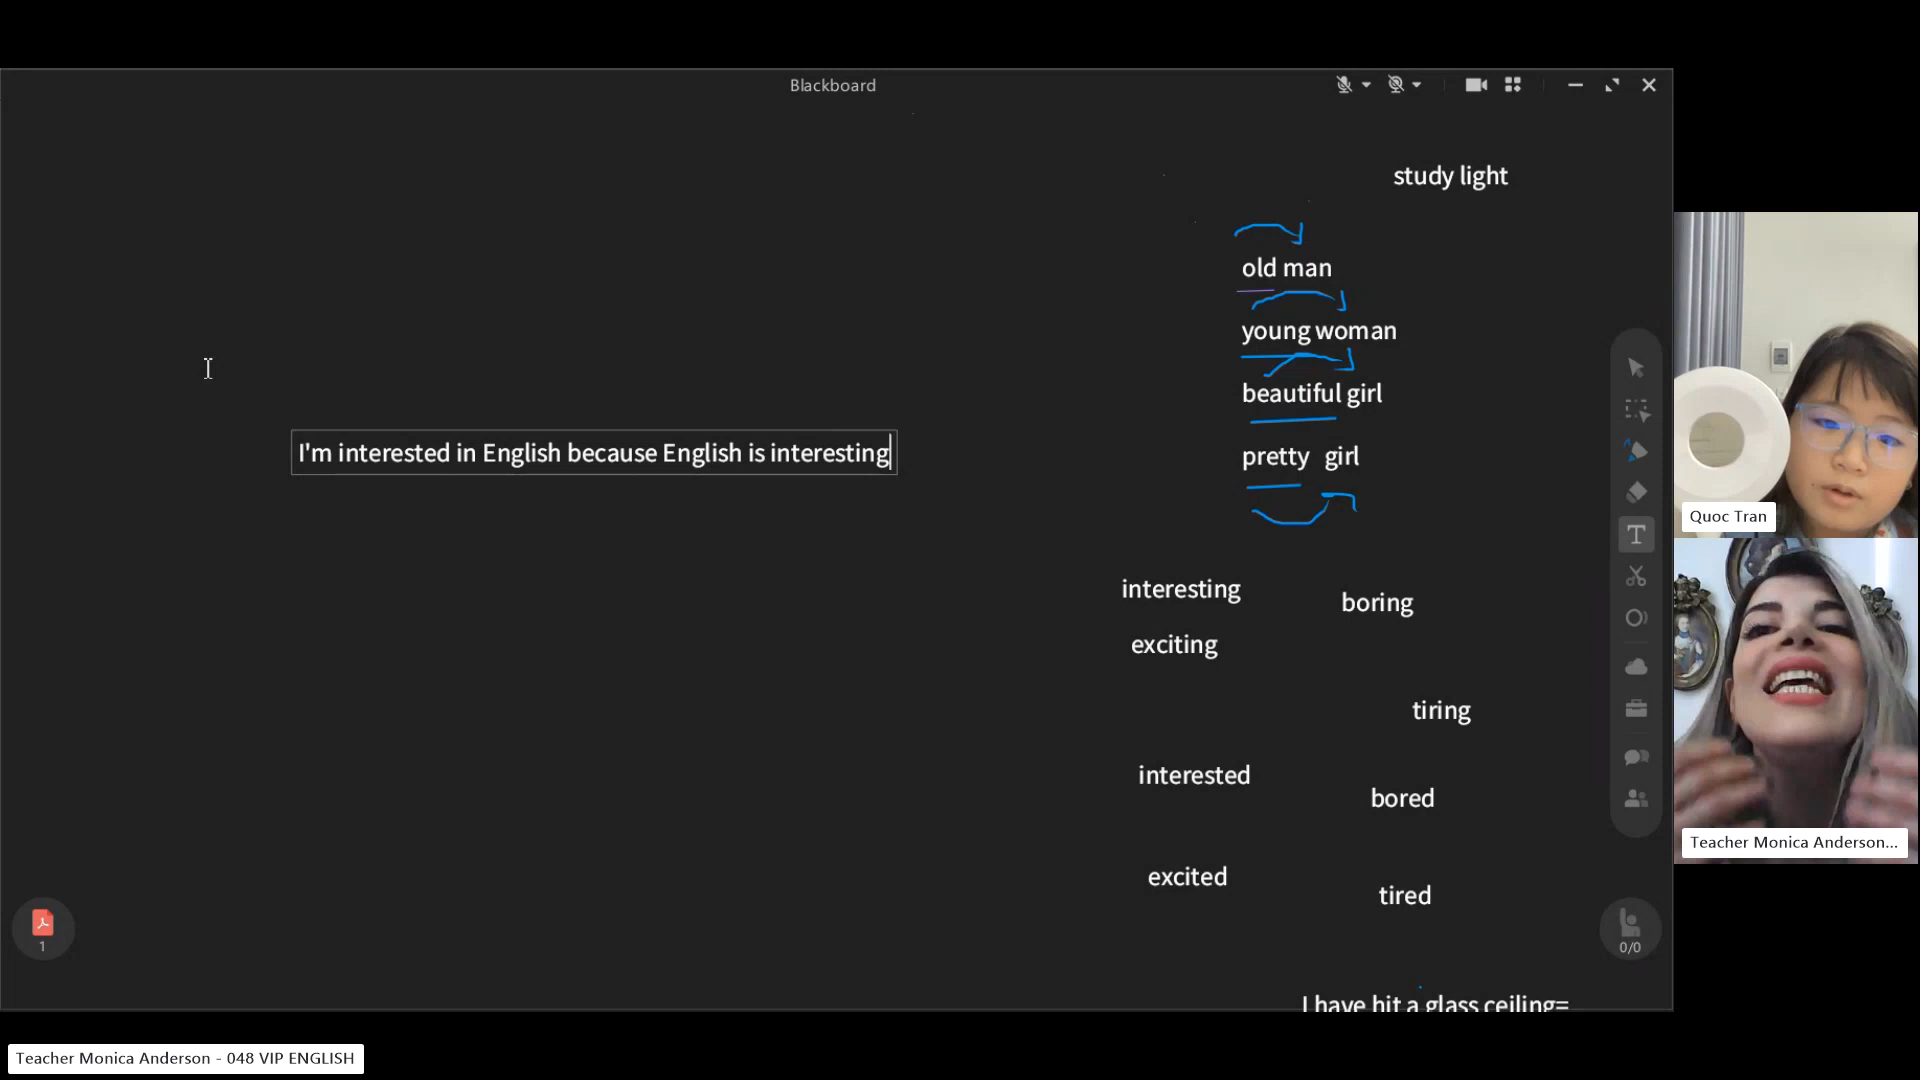 Blackboard
study light
old man
young woman
beautiful girl
pretty girl
I'm interested in English because English is interesting
interesting
boring
exciting
tiring
interested
bored
excited
tired
I have hit a glass ceiling=
1
0/0
Quoc Tran
Teacher Monica Anderson...
Teacher Monica Anderson - 048 VIP ENGLISH